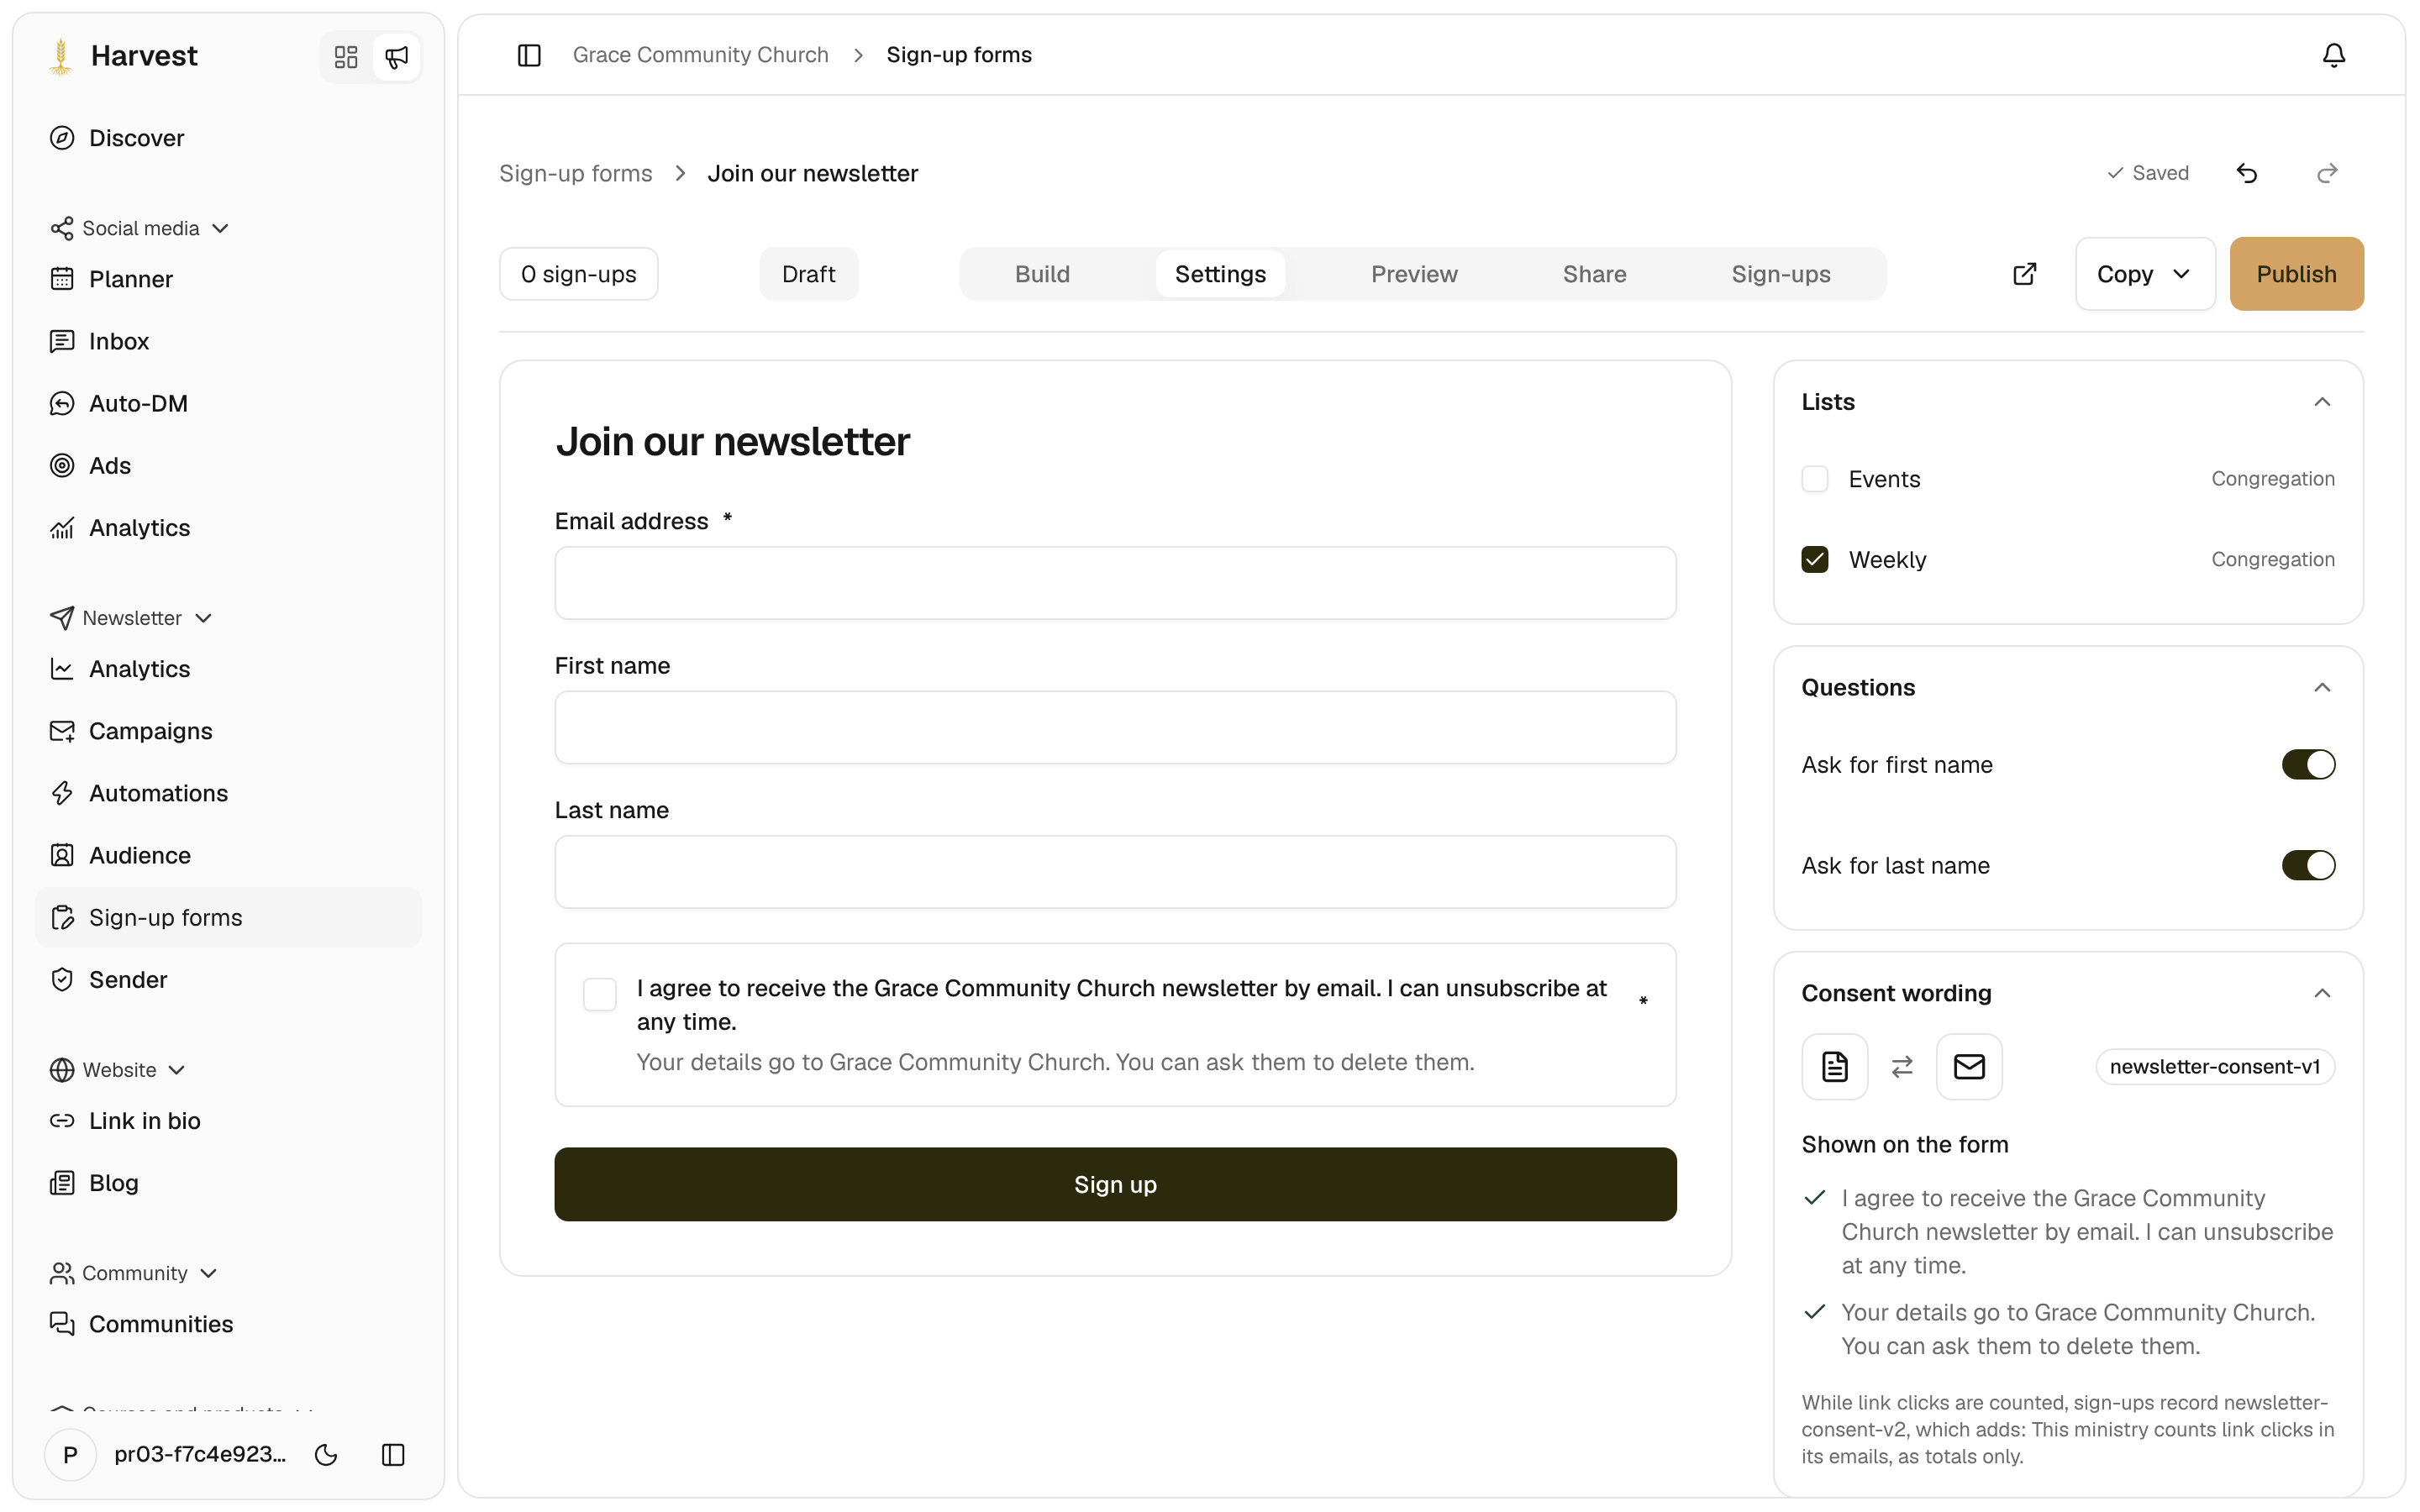 Harvest
Discover
Social media
Planner
Inbox
Auto-DM
Ads
Analytics
Newsletter
Analytics
Campaigns
Automations
Audience
Sign-up forms
Sender
Website
Link in bio
Blog
Community
Communities
P
pr03-f7c4e923...
Grace Community Church
Sign-up forms
Sign-up forms
Join our newsletter
Saved
0 sign-ups
Draft
Build
Settings
Preview
Share
Sign-ups
Copy
Publish
Join our newsletter
Email address *
First name
Last name
I agree to receive the Grace Community Church newsletter by email. I can unsubscribe at
any time.
*
Your details go to Grace Community Church. You can ask them to delete them.
Sign up
Lists
Events Congregation
Weekly Congregation
Questions
Ask for first name
Ask for last name
Consent wording
newsletter-consent-v1
Shown on the form
I agree to receive the Grace Community
Church newsletter by email. I can unsubscribe
at any time.
Your details go to Grace Community Church.
You can ask them to delete them.
While link clicks are counted, sign-ups record newsletter-
consent-v2, which adds: This ministry counts link clicks in
its emails, as totals only.